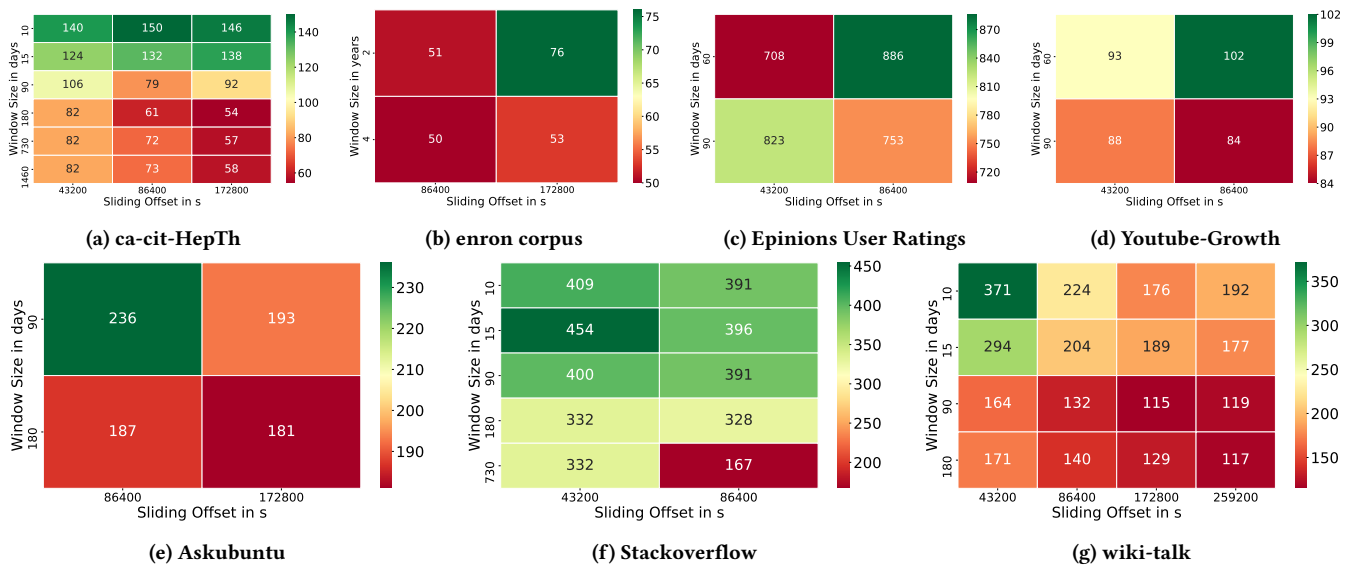 Window Size in days
10 140 150 146
15 124 132 138
90 106 79 92
180 82 61 54
730 82 72 57
1460 82 73 58
43200 86400 172800
Sliding Offset in s
140
120
100
80
60
(a) ca-cit-HepTh
Window Size in years
2 51 76
4 50 53
86400 172800
Sliding Offset in s
75
70
65
60
55
50
(b) enron corpus
Window Size in days
60 708 886
90 823 753
43200 86400
Sliding Offset in s
870
840
810
780
750
720
(c) Epinions User Ratings
Window Size in days
60 93 102
90 88 84
43200 86400
Sliding Offset in s
102
99
98
96
93
90
88
87
84
(d) Youtube-Growth
Window Size in days
90 236 193
180 187 181
86400 172800
Sliding Offset in s
230
220
210
200
190
(e) Askubuntu
Window Size in days
10 409 391
15 454 396
90 400 391
180 332 328
730 332 167
43200 86400
Sliding Offset in s
450
400
350
300
250
200
(f) Stackoverflow
Window Size in days
10 371 224 176 192
15 294 204 189 177
90 164 132 115 119
180 171 140 129 117
43200 86400 172800 259200
Sliding Offset in s
350
300
250
200
150
(g) wiki-talk